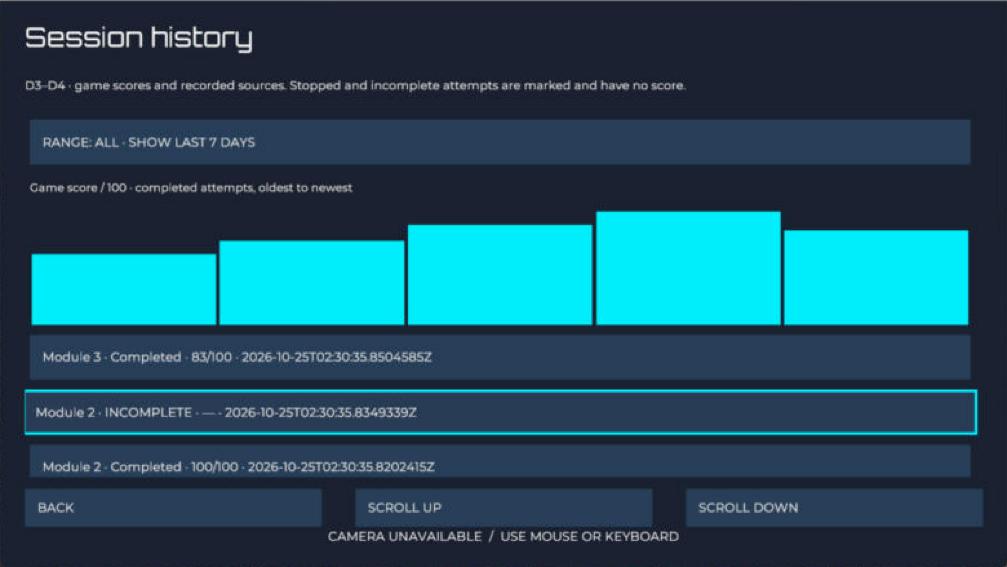 Session history
D3–D4 · game scores and recorded sources. Stopped and incomplete attempts are marked and have no score.
RANGE: ALL · SHOW LAST 7 DAYS
Game score / 100 · completed attempts, oldest to newest
Module 3 · Completed · 83/100 · 2026-10-25T02:30:35.8504585Z
Module 2 · INCOMPLETE · — · 2026-10-25T02:30:35.8349339Z
Module 2 · Completed · 100/100 · 2026-10-25T02:30:35.8202415Z
BACK
SCROLL UP
SCROLL DOWN
CAMERA UNAVAILABLE / USE MOUSE OR KEYBOARD